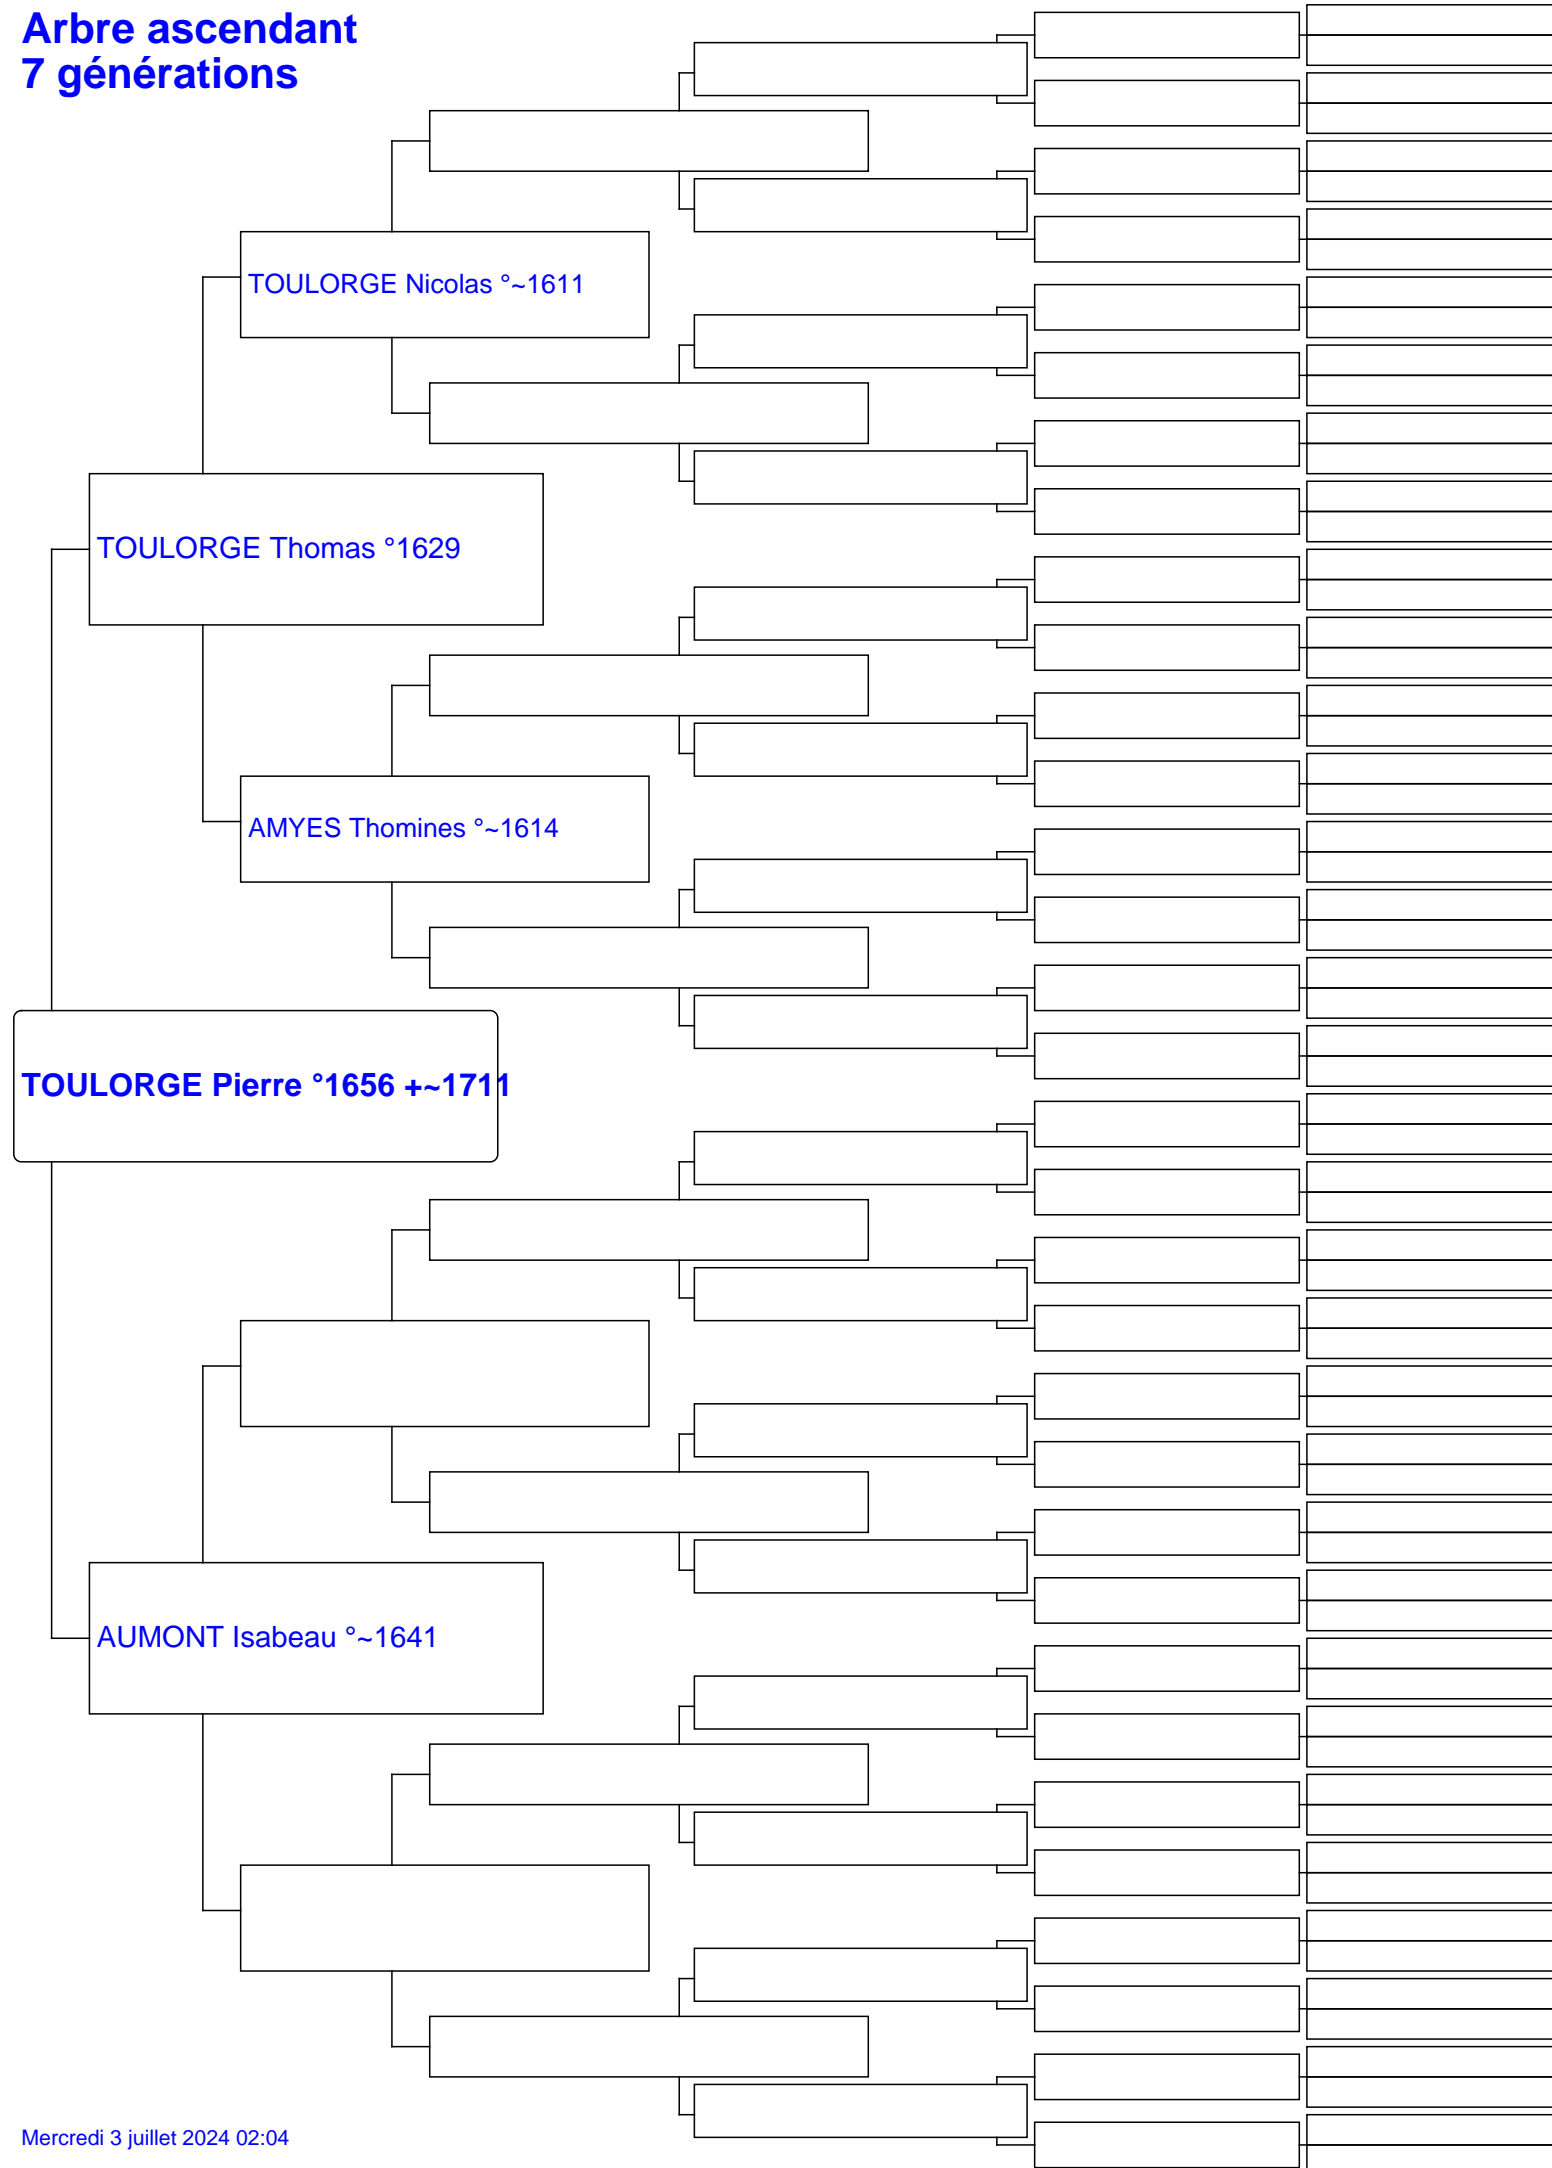 Arbre ascendant
7 générations
TOULORGE Nicolas °~1611
TOULORGE Thomas °1629
AMYES Thomines °~1614
TOULORGE Pierre °1656 +~1711
AUMONT Isabeau °~1641
Mercredi 3 juillet 2024 02:04